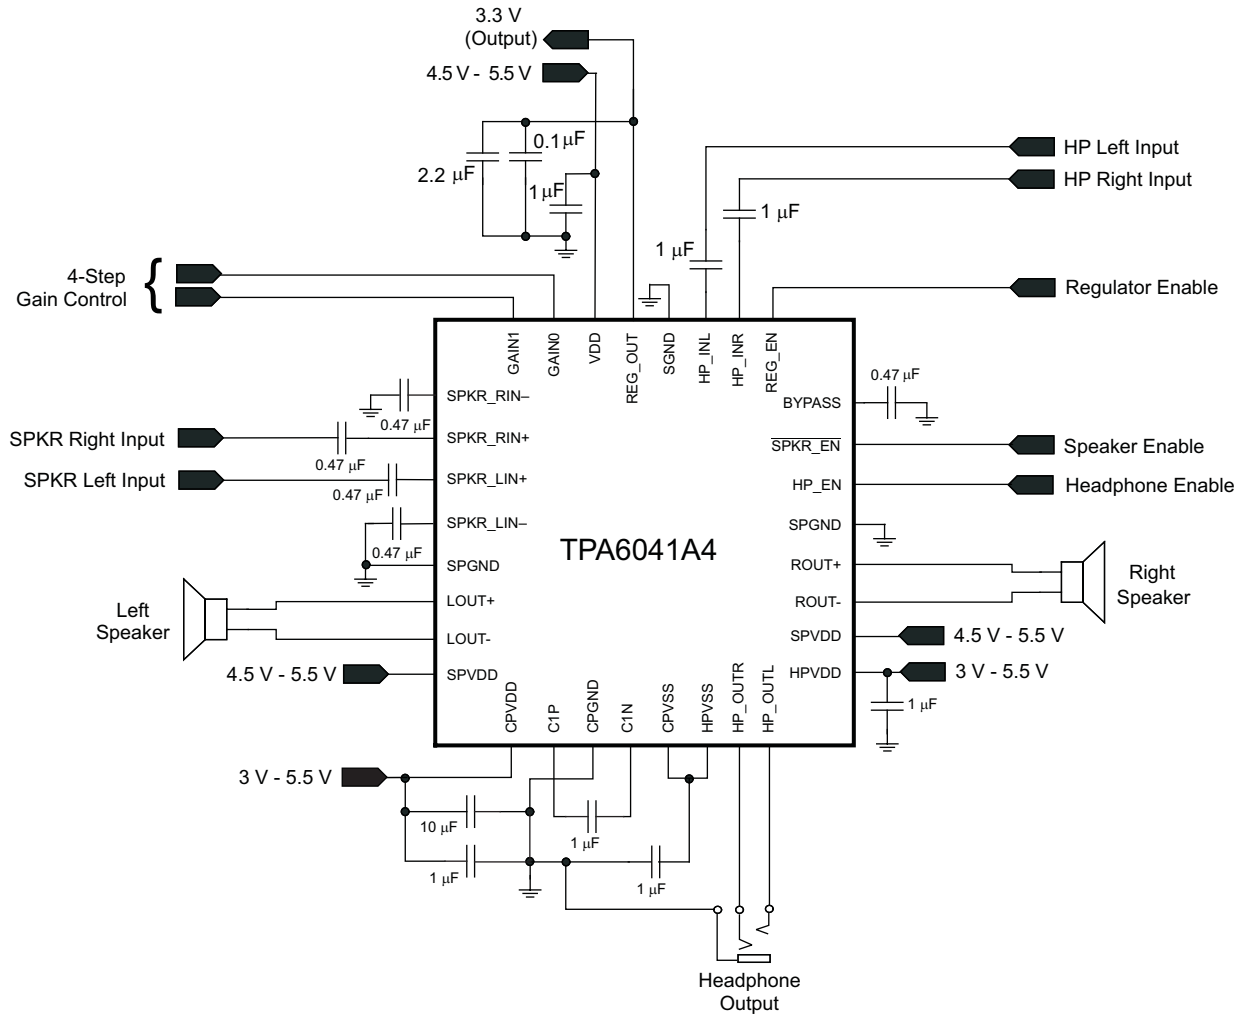 3.3 V
(Output)
4.5 V - 5.5 V
0.1 μF
2.2 μF
1 μF
HP Left Input
HP Right Input
1 μF
1 μF
4-Step
Gain Control
Regulator Enable
GAIN1
GAIN0
VDD
REG_OUT
SGND
HP_INL
HP_INR
REG_EN
SPKR_RIN–
0.47 μF
BYPASS
0.47 μF
SPKR Right Input
SPKR_RIN+
0.47 μF
SPKR_EN
Speaker Enable
SPKR Left Input
SPKR_LIN+
0.47 μF
HP_EN
Headphone Enable
SPKR_LIN–
0.47 μF
SPGND
TPA6041A4
SPGND
ROUT+
Right
Speaker
Left
Speaker
LOUT+
ROUT-
LOUT-
SPVDD
4.5 V - 5.5 V
4.5 V - 5.5 V
SPVDD
HPVDD
3 V - 5.5 V
1 μF
CPVDD
C1P
CPGND
C1N
CPVSS
HPVSS
HP_OUTR
HP_OUTL
3 V - 5.5 V
10 μF
1 μF
1 μF
1 μF
Headphone
Output